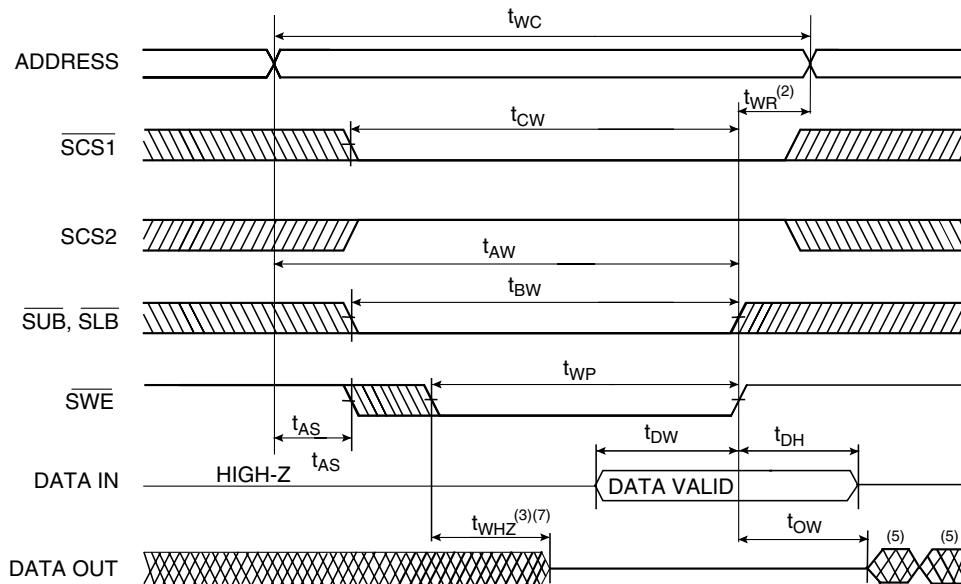 tWC
ADDRESS
tWR(2)
tCW
SCS1
SCS2
tAW
tBW
SUB, SLB
tWP
SWE
tAS
tAS
tDW
tDH
HIGH-Z
DATA IN
DATA VALID
tWHZ(3)(7)
tOW
(5)
(5)
DATA OUT